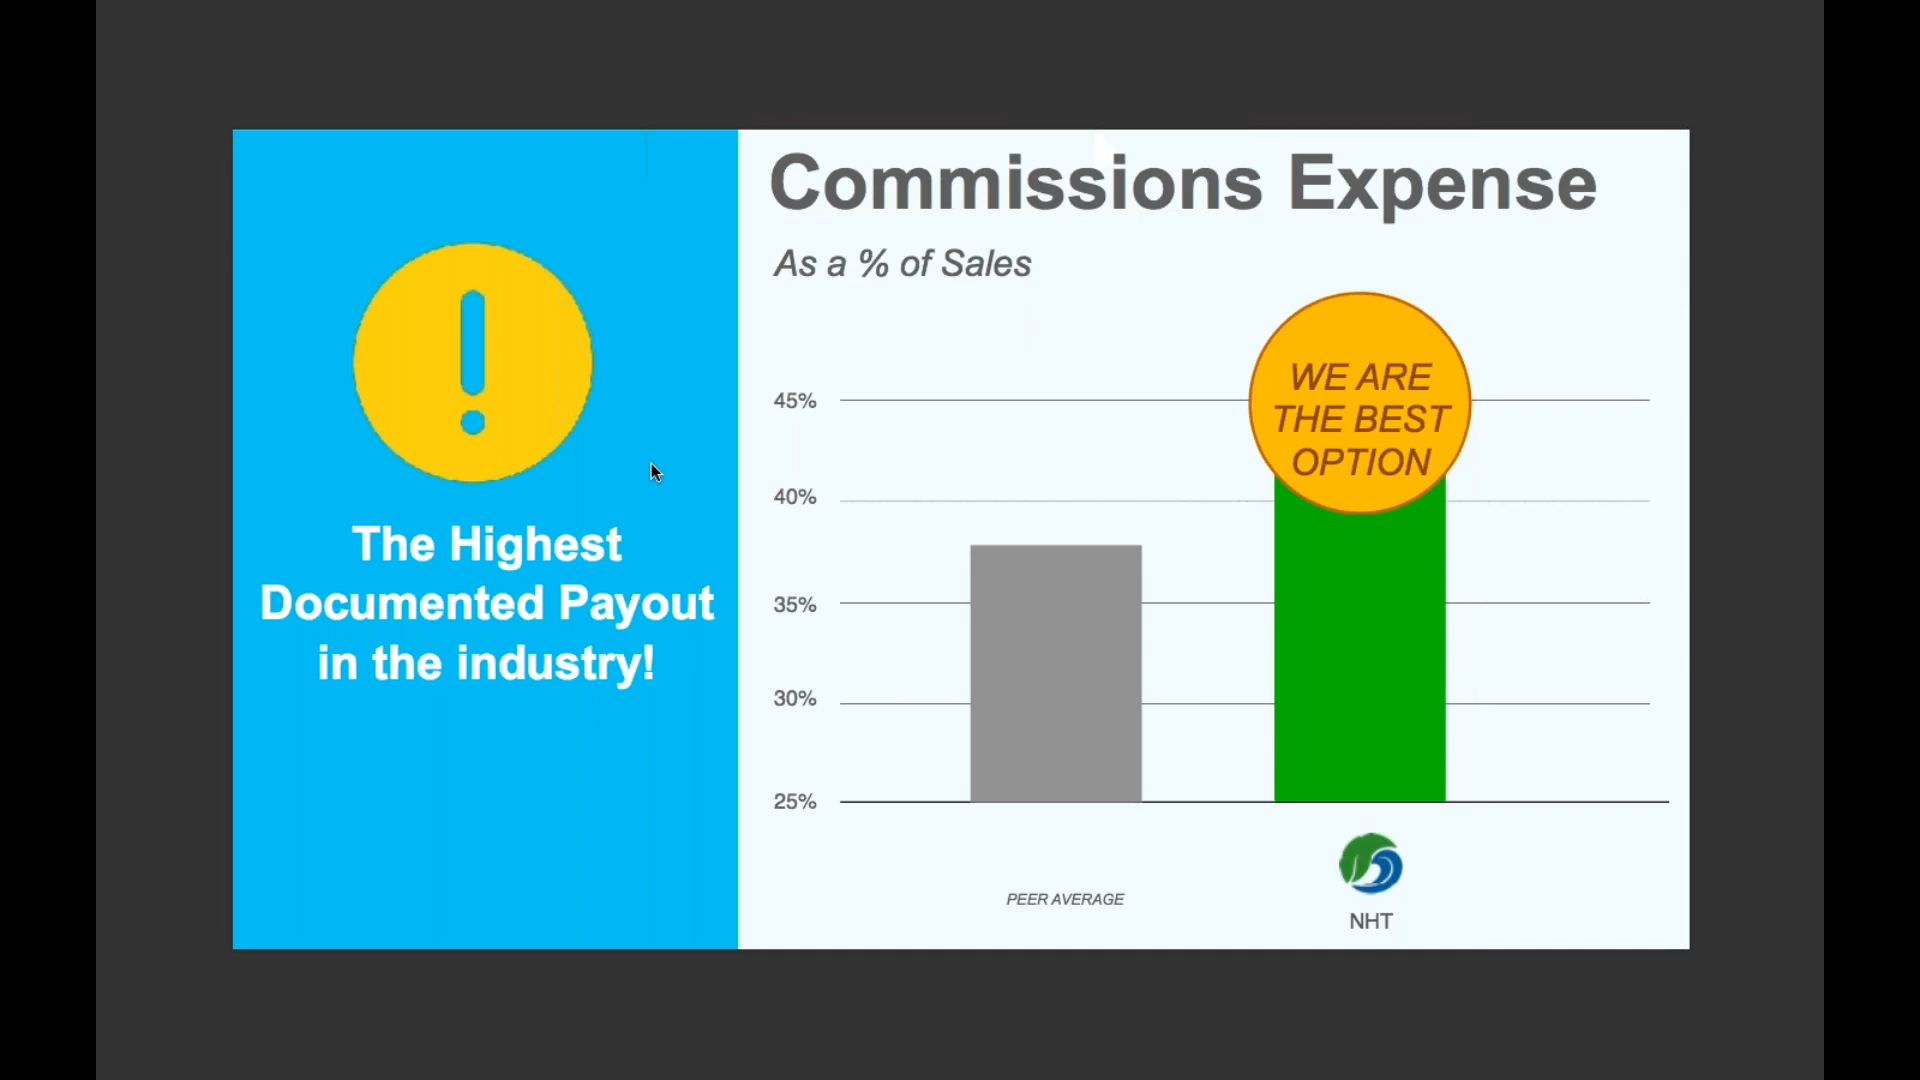 The Highest
Documented Payout
in the industry!
Commissions Expense
As a % of Sales
WE ARE
THE BEST
OPTION
45%
40%
35%
30%
25%
PEER AVERAGE
NHT